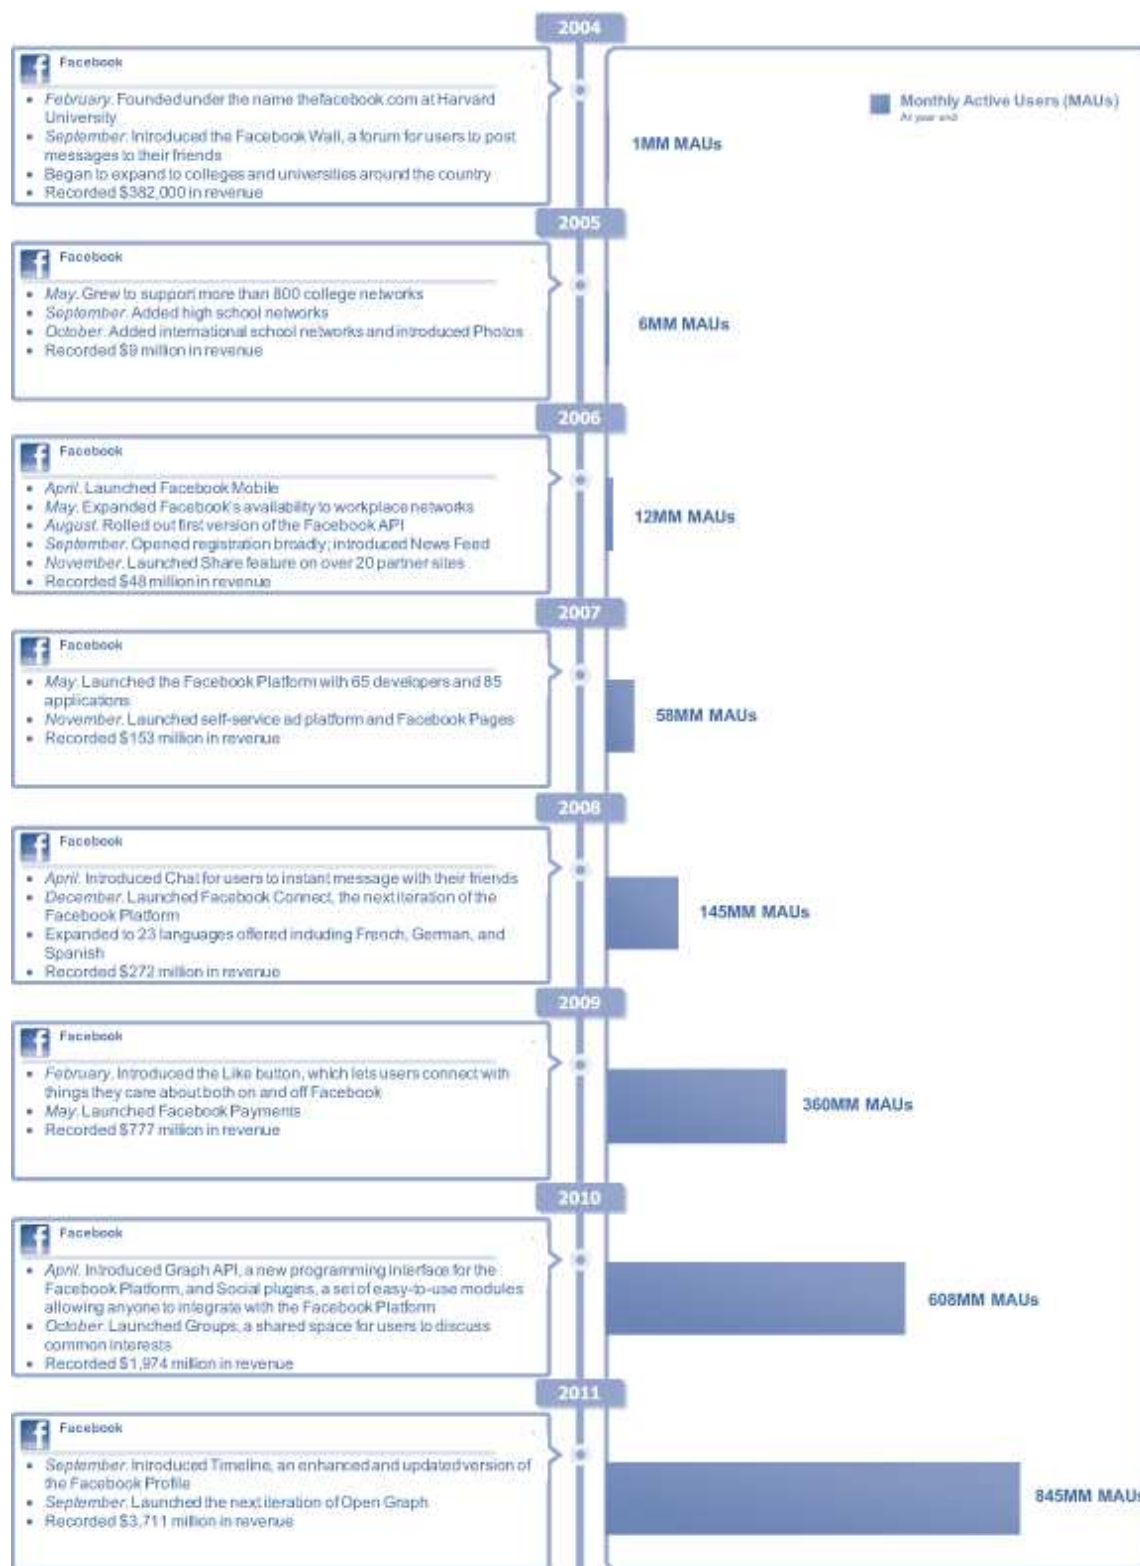 2004
Facebook
February. Founded under the name thefacebook.com at Harvard
University
September. Introduced the Facebook Wall, a forum for users to post
messages to their friends
Began to expand to colleges and universities around the country
Recorded $382,000 in revenue
Monthly Active Users (MAUs)
At year end
1MM MAUs
2005
Facebook
May. Grew to support more than 800 college networks
September. Added high school networks
October. Added international school networks and introduced Photos
Recorded $9 million in revenue
6MM MAUs
2006
Facebook
April. Launched Facebook Mobile
May. Expanded Facebook's availability to workplace networks
August. Rolled out first version of the Facebook API
September. Opened registration broadly; introduced News Feed
November. Launched Share feature on over 20 partner sites
Recorded $48 million in revenue
12MM MAUs
2007
Facebook
May. Launched the Facebook Platform with 65 developers and 85
applications
November. Launched self-service ad platform and Facebook Pages
Recorded $153 million in revenue
58MM MAUs
2008
Facebook
April. Introduced Chat for users to instant message with their friends
December. Launched Facebook Connect, the next iteration of the
Facebook Platform
Expanded to 23 languages offered including French, German, and
Spanish
Recorded $272 million in revenue
145MM MAUs
2009
Facebook
February. Introduced the Like button, which lets users connect with
things they care about both on and off Facebook
May. Launched Facebook Payments
Recorded $777 million in revenue
360MM MAUs
2010
Facebook
April. Introduced Graph API, a new programming interface for the
Facebook Platform, and Social plugins, a set of easy-to-use modules
allowing anyone to integrate with the Facebook Platform
October. Launched Groups, a shared space for users to discuss
common interests
Recorded $1,974 million in revenue
608MM MAUs
2011
Facebook
September. Introduced Timeline, an enhanced and updated version of
the Facebook Profile
September. Launched the next iteration of Open Graph
Recorded $3,711 million in revenue
845MM MAUs